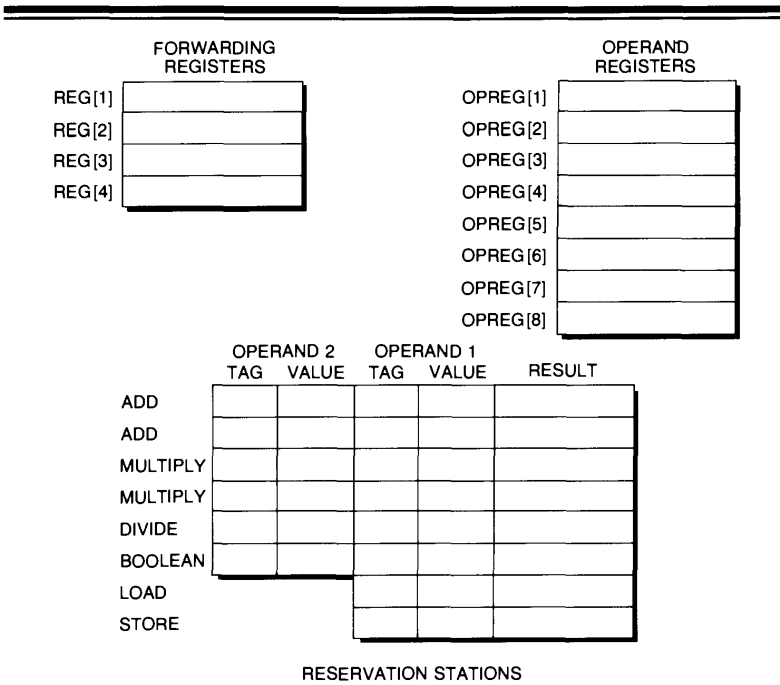 FORWARDING
REGISTERS
REG[1]
REG[2]
REG[3]
REG[4]
OPERAND
REGISTERS
OPREG[1]
OPREG[2]
OPREG[3]
OPREG[4]
OPREG[5]
OPREG[6]
OPREG[7]
OPREG[8]
OPERAND 2 OPERAND 1
TAG VALUE TAG VALUE RESULT
ADD
ADD
MULTIPLY
MULTIPLY
DIVIDE
BOOLEAN
LOAD
STORE
RESERVATION STATIONS